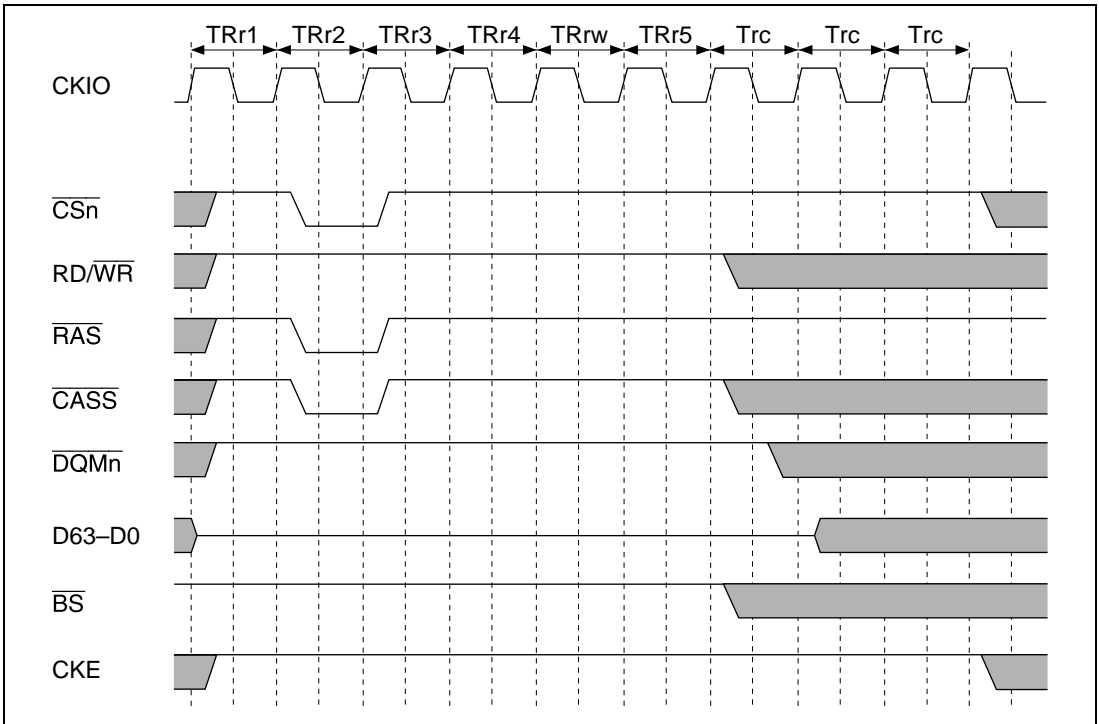 TRr1 TRr2 TRr3 TRr4 TRrw TRr5 Trc Trc Trc
CKIO
CSn
RD/WR
RAS
CASS
DQMn
D63–D0
BS
CKE